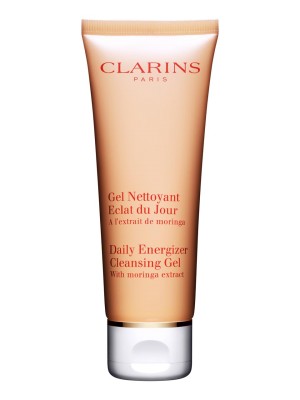 CLARINS
PARIS
Gel Nettoyant
Eclat du Jour
A l'extrait de moringa
Daily Energizer
Cleansing Gel
With moringa extract